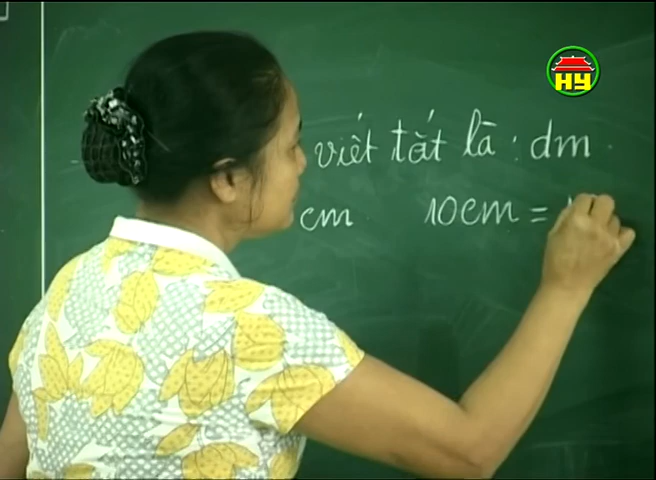 HY
viết tắt là : dm
cm 10cm =